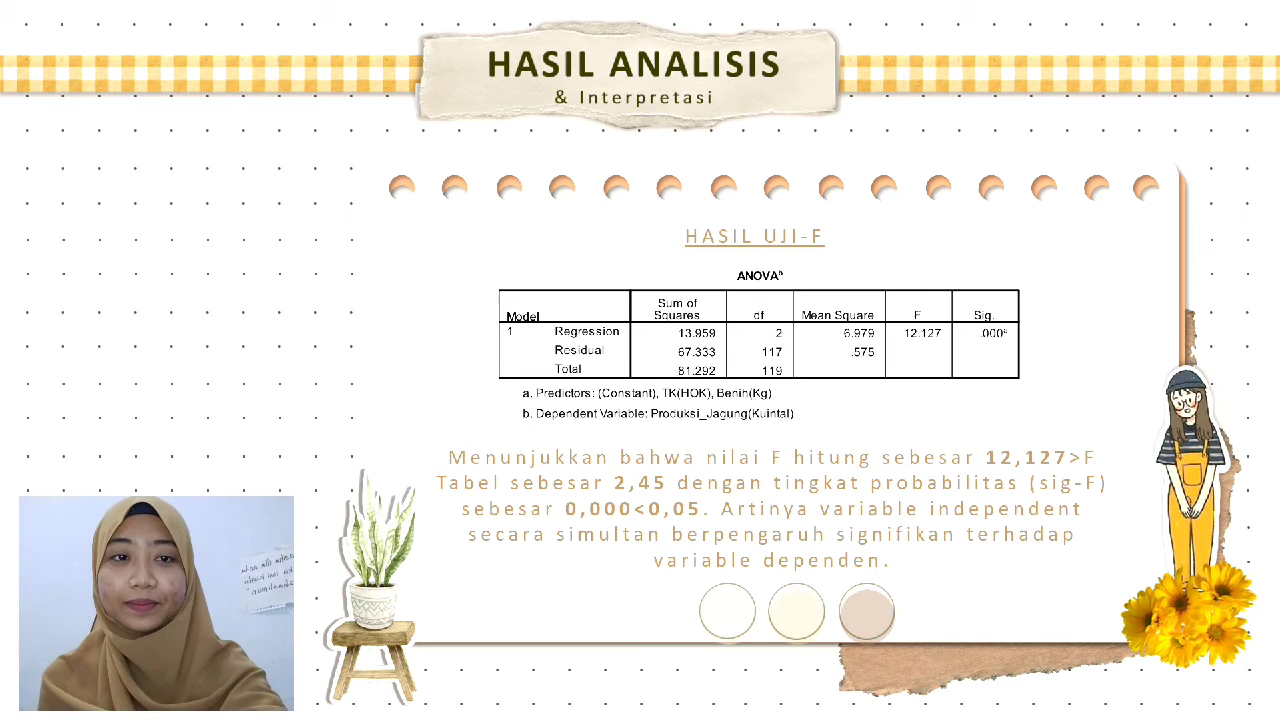 HASIL ANALISIS
& Interpretasi
HASIL UJI-F
ANOVAᵇ
Model Sum of Squares df Mean Square F Sig.
1 Regression 13.959 2 6.979 12.127 .000ᵃ
Residual 67.333 117 .575
Total 81.292 119
a. Predictors: (Constant), TK(HOK), Benih(Kg)
b. Dependent Variable: Produksi_Jagung(Kuintal)
Menunjukkan bahwa nilai F hitung sebesar 12,127>F
Tabel sebesar 2,45 dengan tingkat probabilitas (sig-F)
sebesar 0,000<0,05. Artinya variable independent
secara simultan berpengaruh signifikan terhadap
variable dependen.